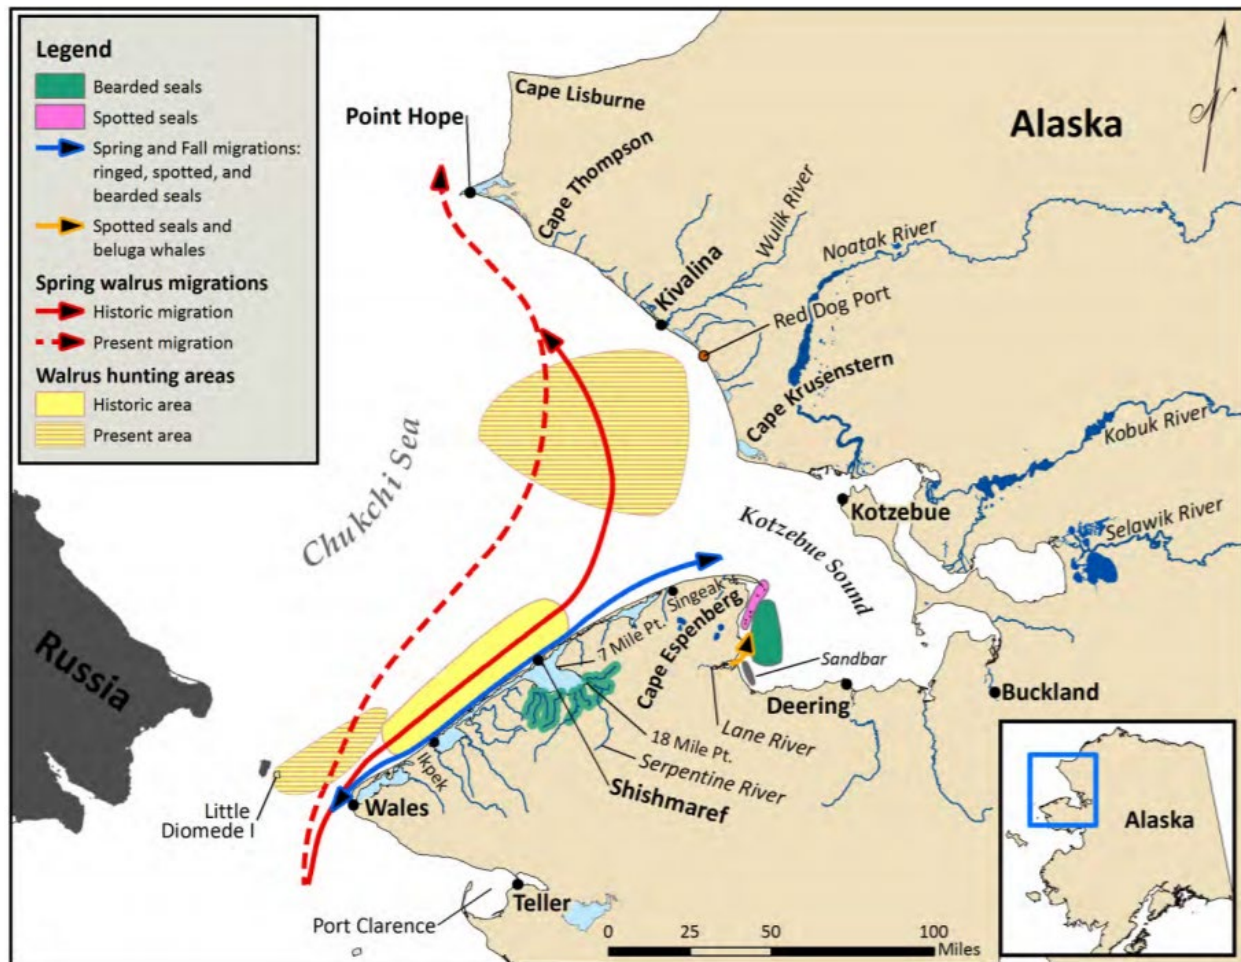 Legend
Bearded seals
Spotted seals
Spring and Fall migrations:
ringed, spotted, and
bearded seals
Spotted seals and
beluga whales
Spring walrus migrations
Historic migration
Present migration
Walrus hunting areas
Historic area
Present area
Cape Lisburne
Point Hope
Alaska
N
Cape Thompson
Wulik River
Noatak River
Kivalina
Red Dog Port
Cape Krusenstern
Kobuk River
Chukchi Sea
Kotzebue
Selawik River
Kotzebue Sound
Singeak
7 Mile Pt.
Cape Espenberg
Russia
Sandbar
Deering
Buckland
Lane River
18 Mile Pt.
Serpentine River
Ikpek
Shishmaref
Little
Diomede I
Wales
Alaska
Teller
Port Clarence
0 25 50 100
Miles